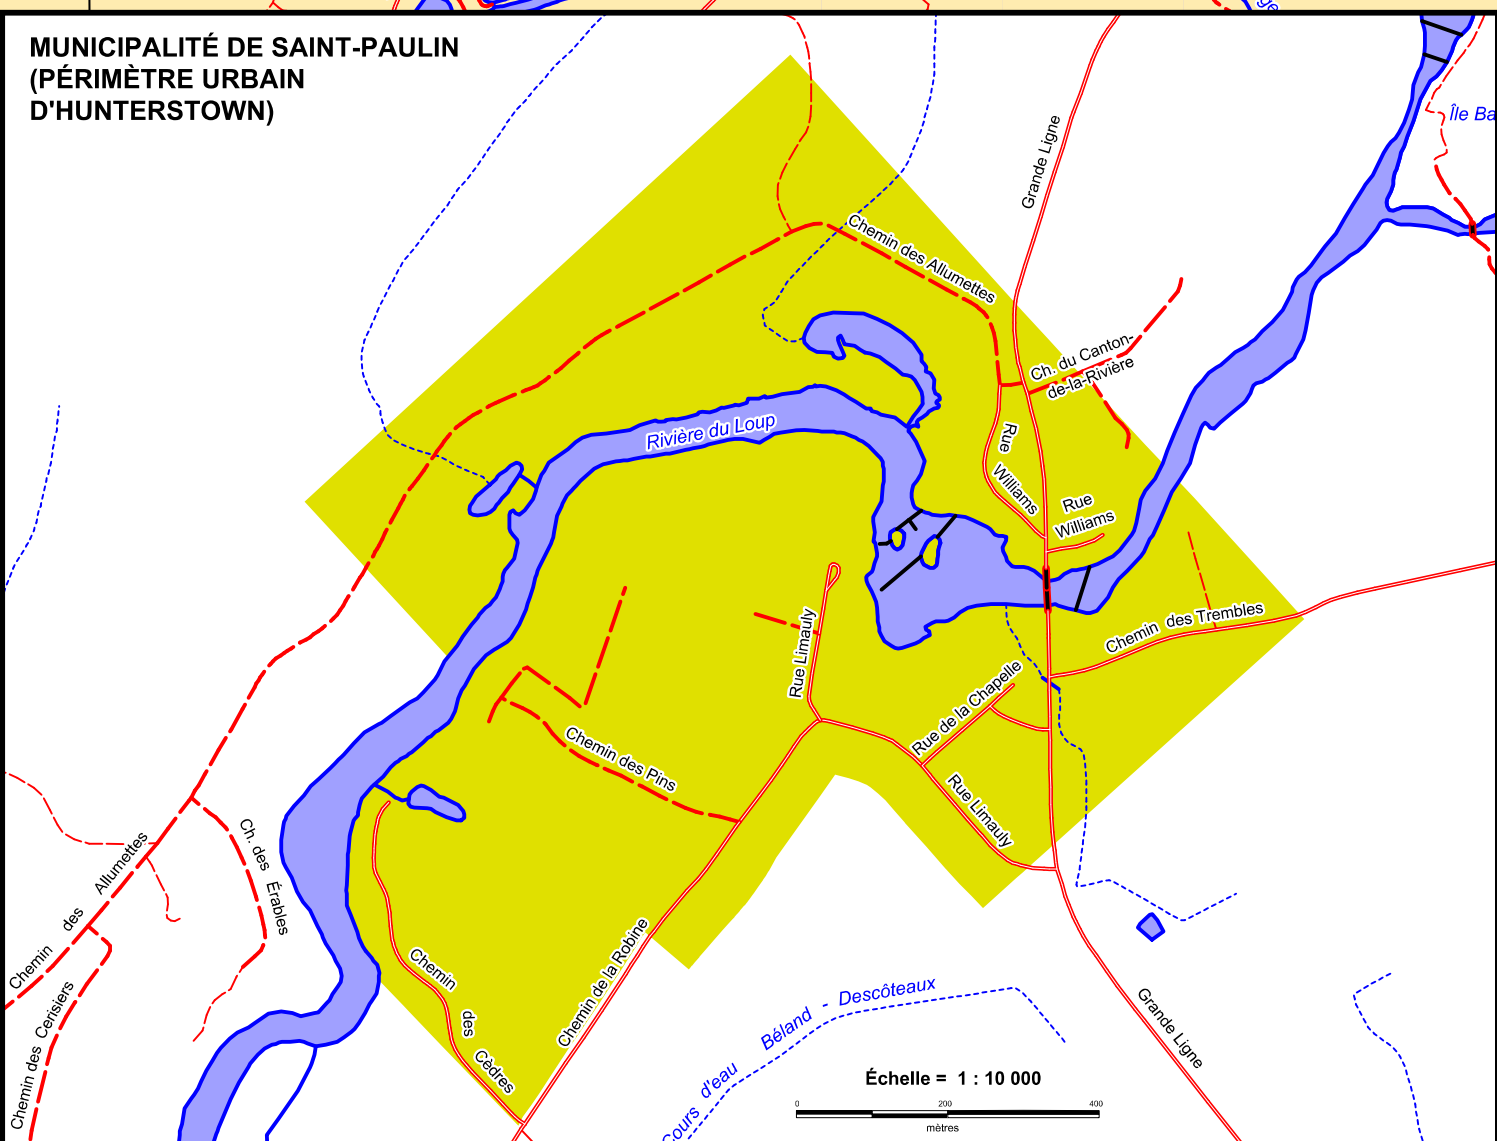 MUNICIPALITÉ DE SAINT-PAULIN
(PÉRIMÈTRE URBAIN
D'HUNTERSTOWN)
Île Ba
Grande Ligne
Chemin des Allumettes
Ch. du Canton-
de-la-Rivière
Rivière du Loup
Rue
Williams
Rue
Williams
Chemin des Trembles
Rue Limauly
Rue de la Chapelle
Chemin des Pins
Rue Limauly
Chemin des Allumettes
Ch. des Érables
Chemin des Cerisiers
Chemin
des
Cèdres
Chemin de la Robine
Cours d'eau Béland - Descôteaux
Grande Ligne
Échelle = 1 : 10 000
0 200 400
mètres